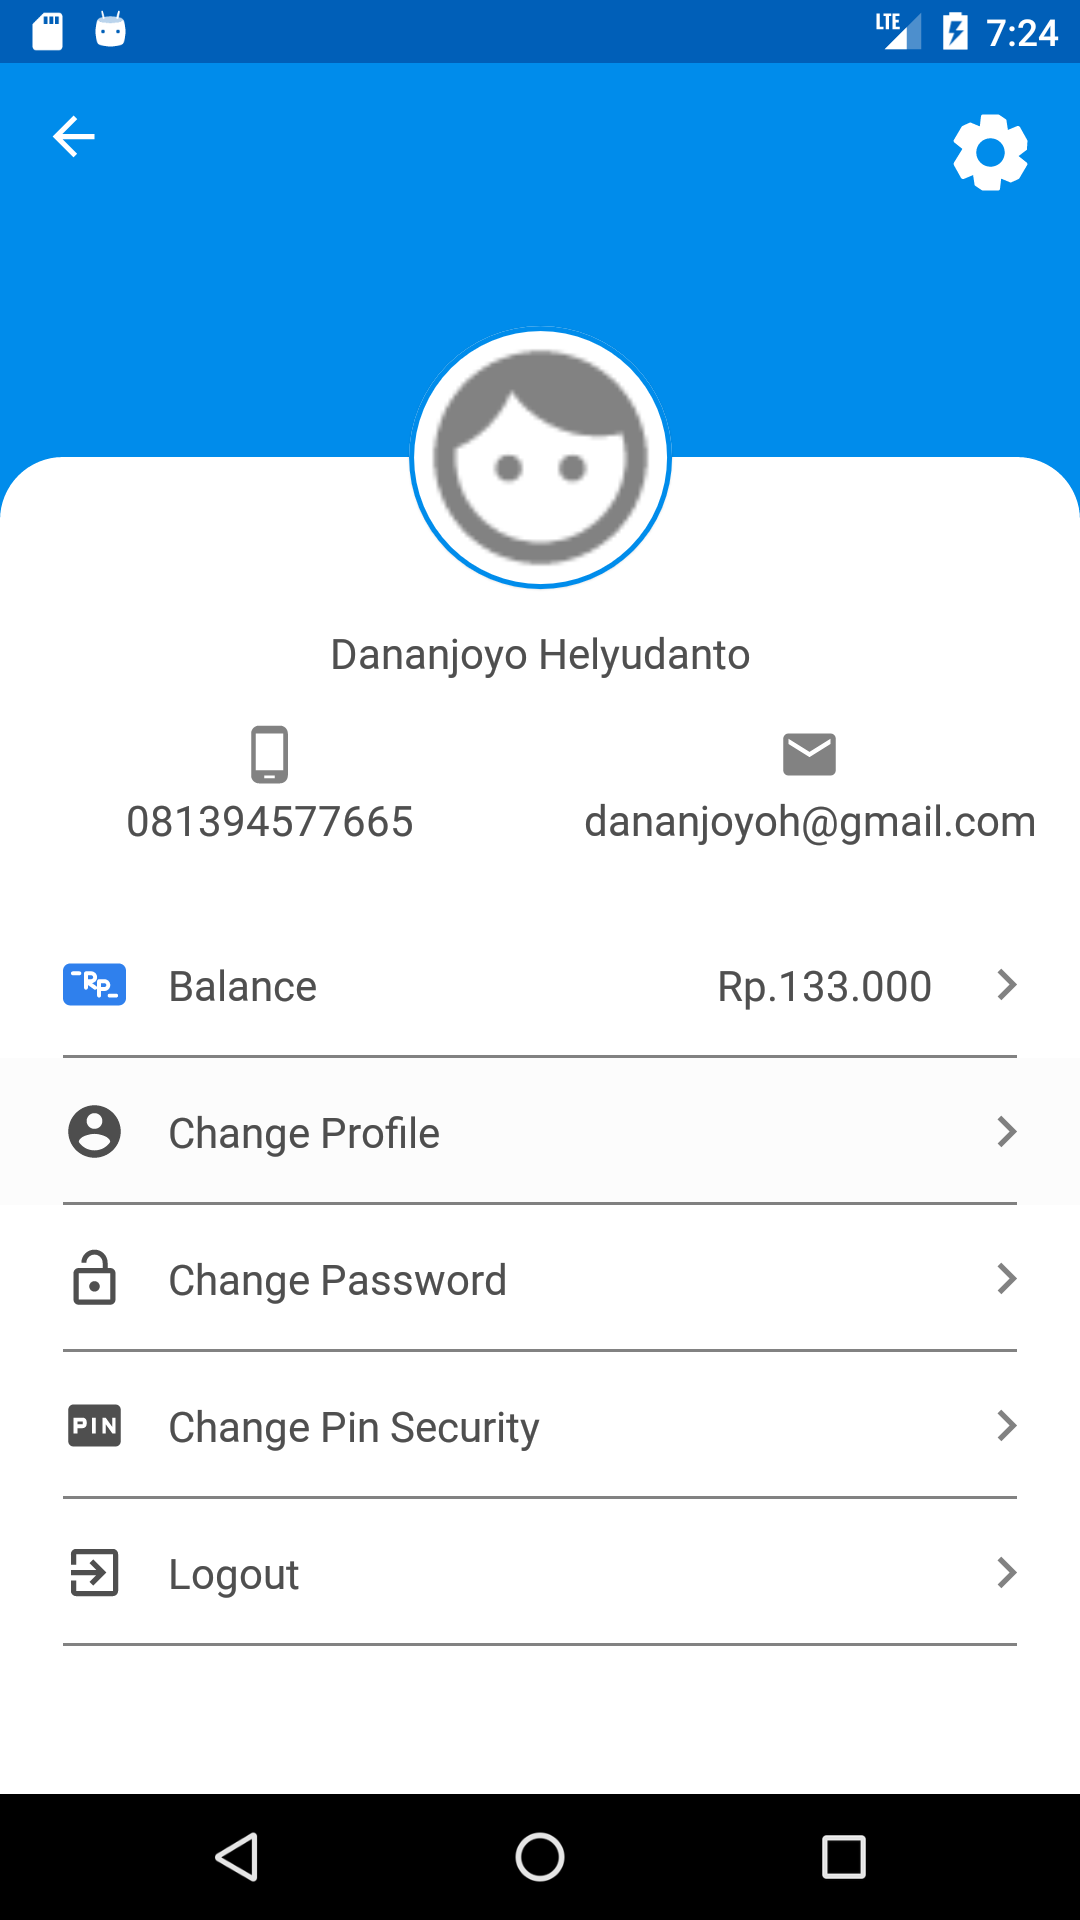 LTE 7:24
Dananjoyo Helyudanto
081394577665 dananjoyoh@gmail.com
RP Balance Rp.133.000
Change Profile
Change Password
PIN Change Pin Security
Logout